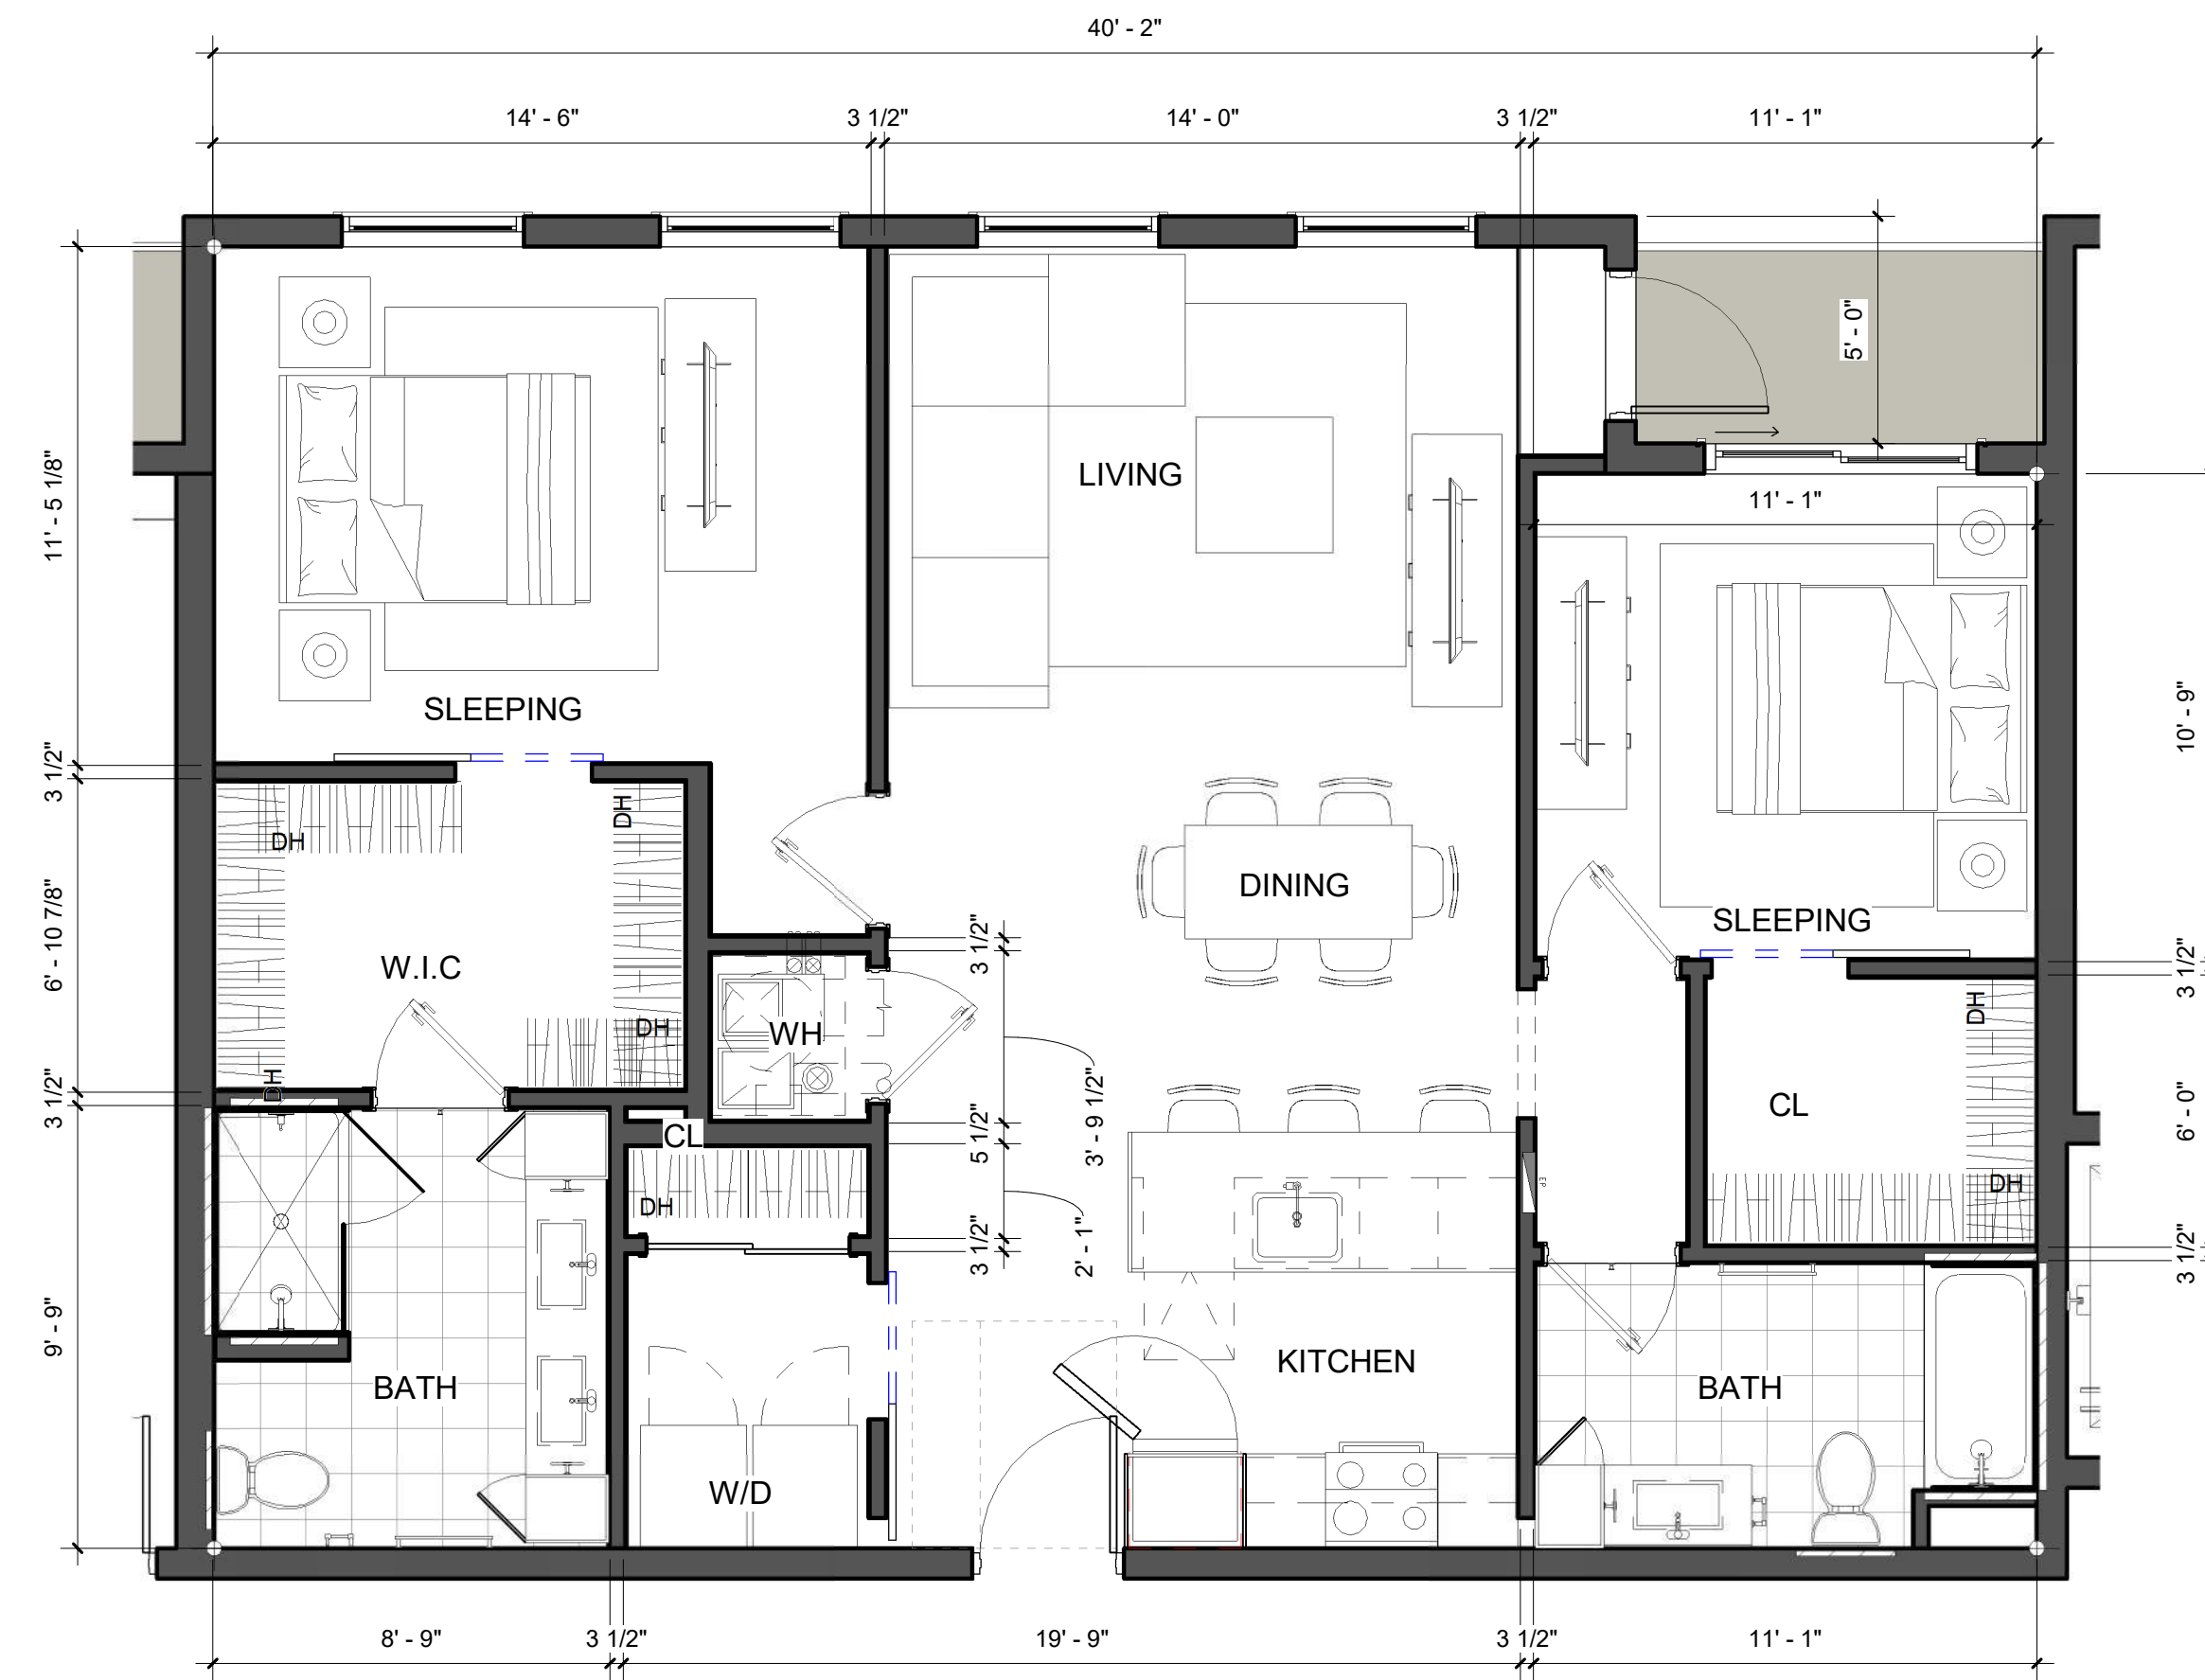 40' - 2"
14' - 6"
3 1/2"
14' - 0"
3 1/2"
11' - 1"
5' - 0"
11' - 1"
LIVING
11' - 5 1/8"
SLEEPING
10' - 9"
3 1/2"
DH
DH
DINING
SLEEPING
6' - 10 7/8"
W.I.C
3 1/2"
3 1/2"
DH
DH
WH
3 1/2"
DH
3' - 9 1/2"
CL
6' - 0"
CL
5 1/2"
EP
DH
DH
2' - 1"
3 1/2"
3 1/2"
9' - 9"
BATH
KITCHEN
BATH
W/D
8' - 9"
3 1/2"
19' - 9"
3 1/2"
11' - 1"